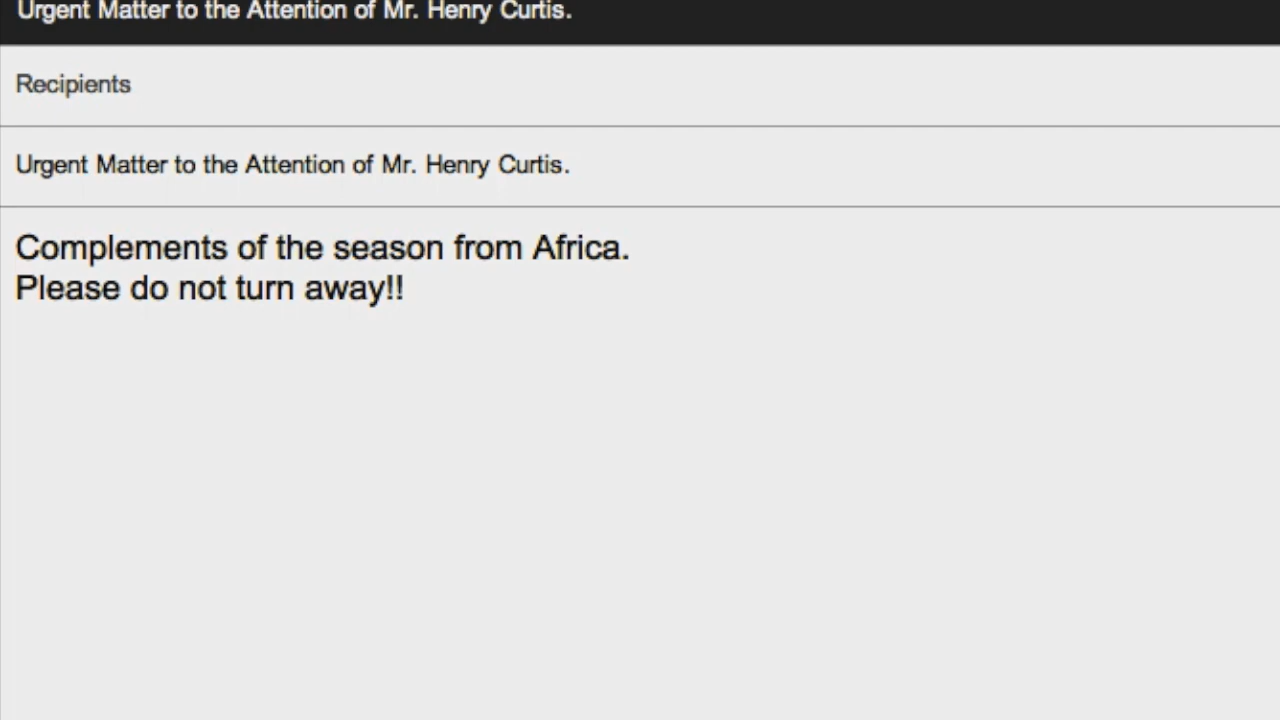 Urgent Matter to the Attention of Mr. Henry Curtis.
Recipients
Urgent Matter to the Attention of Mr. Henry Curtis.
Complements of the season from Africa.
Please do not turn away!!